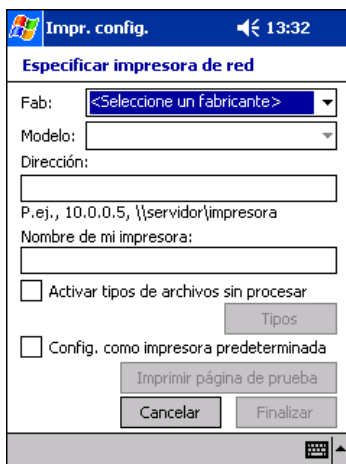 Impr. config. 13:32
Especificar impresora de red
Fab: <Seleccione un fabricante>
Modelo:
Dirección:
P.ej., 10.0.0.5, \\servidor\impresora
Nombre de mi impresora:
Activar tipos de archivos sin procesar
Tipos
Config. como impresora predeterminada
Imprimir página de prueba
Cancelar Finalizar